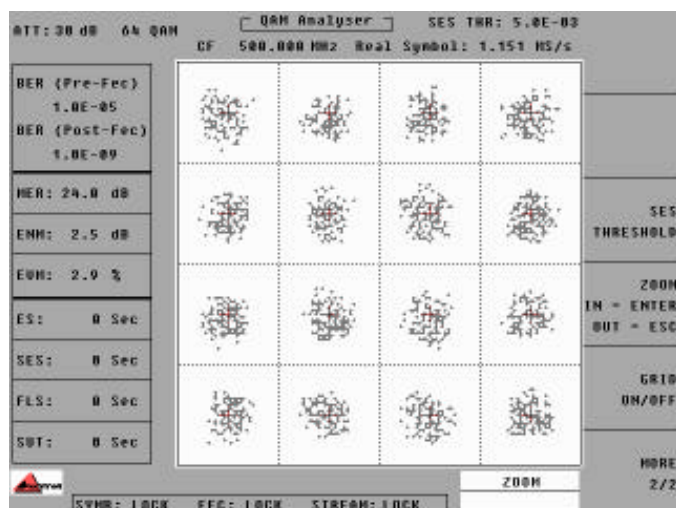 QAM Analyser
SES THR: 5.0E-03
ATT: 30 dB 64 QAM
CF 500.000 MHz Real Symbol: 1.151 MS/s
BER (Pre-Fec)
1.0E-05
BER (Post-Fec)
1.0E-09
MER: 24.0 dB
ENM: 2.5 dB
EVM: 2.9 %
ES: 0 Sec
SES: 0 Sec
FLS: 0 Sec
SUT: 0 Sec
SES
THRESHOLD
ZOOM
IN = ENTER
OUT = ESC
GRID
ON/OFF
MORE
2/2
ZOOM
SYMB: LOCK FEC: LOCK STREAM: LOCK